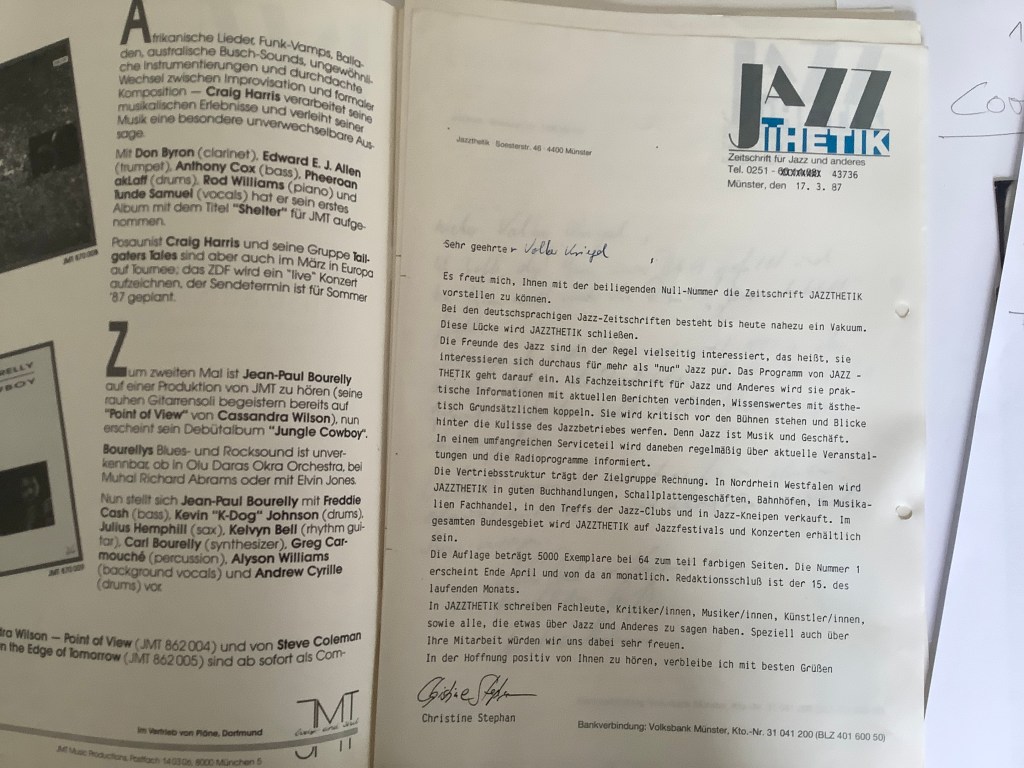 Afrikanische Lieder, Funk-Vamps, Balla-
den, australische Busch-Sounds, ungewöhnli-
che Instrumentierungen und durchdachte
Wechsel zwischen Improvisation und formaler
Komposition – Craig Harris verarbeitet seine
musikalischen Erlebnisse und verleiht seiner
Musik eine besondere unverwechselbare Aus-
sage.
Mit Don Byron (clarinet), Edward E. J. Allen
(trumpet), Anthony Cox (bass), Pheeroan
akLaff (drums), Rod Williams (piano) und
Tunde Samuel (vocals) hat er sein erstes
Album mit dem Titel "Shelter" für JMT aufge-
nommen.
JMT 870 008
Posaunist Craig Harris und seine Gruppe Tail-
gaters Tales sind aber auch im März in Europa
auf Tournee; das ZDF wird ein "live" Konzert
aufzeichnen, der Sendetermin ist für Sommer
'87 geplant.
Zum zweiten Mal ist Jean-Paul Bourelly
auf einer Produktion von JMT zu hören (seine
rauhen Gitarrensoli begeistern bereits auf
"Point of View" von Cassandra Wilson), nun
erscheint sein Debütalbum "Jungle Cowboy".
Bourellys Blues- und Rocksound ist unver-
kennbar, ob in Olu Daras Okra Orchestra, bei
Muhal Richard Abrams oder mit Elvin Jones.
Nun stellt sich Jean-Paul Bourelly mit Freddie
Cash (bass), Kevin "K-Dog" Johnson (drums),
Julius Hemphill (sax), Kelvyn Bell (rhythm gui-
tar), Carl Bourelly (synthesizer), Greg Car-
mouché (percussion), Alyson Williams
(background vocals) und Andrew Cyrille
(drums) vor.
JMT 870 009
RELLY
BOY
ra Wilson – Point of View (JMT 862 004) und von Steve Coleman
n the Edge of Tomorrow (JMT 862 005) sind ab sofort als Com-
JMT
Im Vertrieb von Pläne, Dortmund
JMT Music Productions, Postfach 14 03 06, 8000 München 5
JAZZ
THETIK
Zeitschrift für Jazz und anderes
Tel. 0251 - 43736
Münster, den 17. 3. 87
Jazzthetik · Soesterstr. 46 · 4400 Münster
Sehr geehrter Volker Kriegel ,
Es freut mich, Ihnen mit der beiliegenden Null-Nummer die Zeitschrift JAZZTHETIK
vorstellen zu können.
Bei den deutschsprachigen Jazz-Zeitschriften besteht bis heute nahezu ein Vakuum.
Diese Lücke wird JAZZTHETIK schließen.
Die Freunde des Jazz sind in der Regel vielseitig interessiert, das heißt, sie
interessieren sich durchaus für mehr als "nur" Jazz pur. Das Programm von JAZZ -
THETIK geht darauf ein. Als Fachzeitschrift für Jazz und Anderes wird sie prak-
tische Informationen mit aktuellen Berichten verbinden, Wissenswertes mit ästhe-
tisch Grundsätzlichem koppeln. Sie wird kritisch vor den Bühnen stehen und Blicke
hinter die Kulisse des Jazzbetriebes werfen. Denn Jazz ist Musik und Geschäft.
In einem umfangreichen Serviceteil wird daneben regelmäßig über aktuelle Veranstal-
tungen und die Radioprogramme informiert.
Die Vertriebsstruktur trägt der Zielgruppe Rechnung. In Nordrhein Westfalen wird
JAZZTHETIK in guten Buchhandlungen, Schallplattengeschäften, Bahnhöfen, im Musika-
lien Fachhandel, in den Treffs der Jazz-Clubs und in Jazz-Kneipen verkauft. Im
gesamten Bundesgebiet wird JAZZTHETIK auf Jazzfestivals und Konzerten erhältlich
sein.
Die Auflage beträgt 5000 Exemplare bei 64 zum teil farbigen Seiten. Die Nummer 1
erscheint Ende April und von da an monatlich. Redaktionsschluß ist der 15. des
laufenden Monats.
In JAZZTHETIK schreiben Fachleute, Kritiker/innen, Musiker/innen, Künstler/innen,
sowie alle, die etwas über Jazz und Anderes zu sagen haben. Speziell auch über
Ihre Mitarbeit würden wir uns dabei sehr freuen.
In der Hoffnung positiv von Ihnen zu hören, verbleibe ich mit besten Grüßen
Christine Stephan
Christine Stephan
Bankverbindung: Volksbank Münster, Kto.-Nr. 31 041 200 (BLZ 401 600 50)